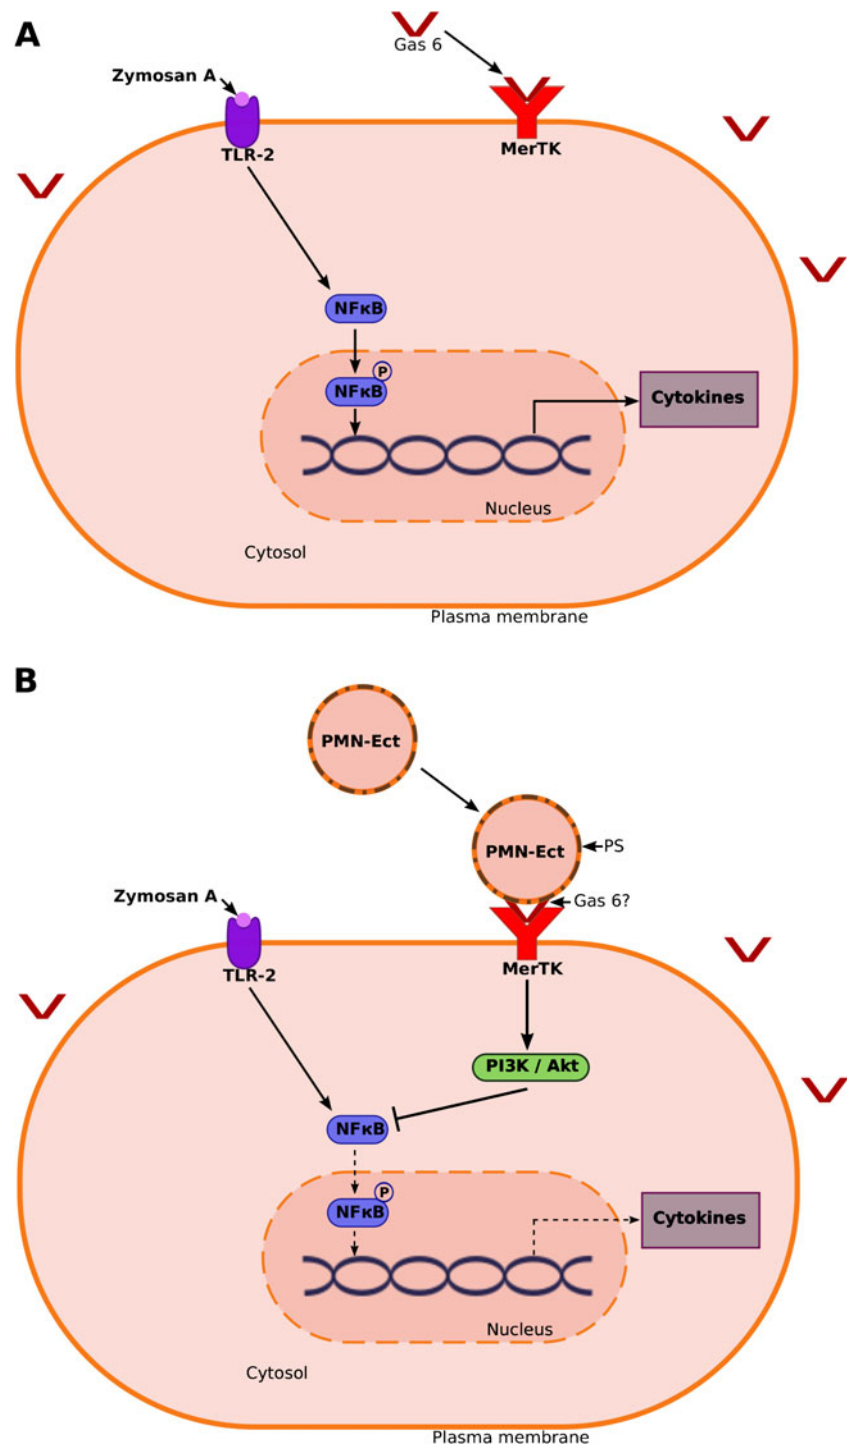 A
Gas 6
Zymosan A
TLR-2
MerTK
NFκB
P
NFκB
Cytokines
Nucleus
Cytosol
Plasma membrane
B
PMN-Ect
PMN-Ect
PS
Zymosan A
Gas 6?
TLR-2
MerTK
PI3K / Akt
NFκB
P
NFκB
Cytokines
Nucleus
Cytosol
Plasma membrane